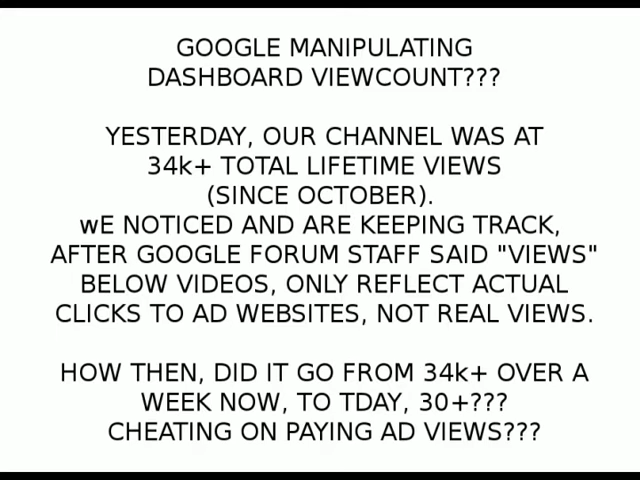 GOOGLE MANIPULATING
DASHBOARD VIEWCOUNT???
YESTERDAY, OUR CHANNEL WAS AT
34k+ TOTAL LIFETIME VIEWS
(SINCE OCTOBER).
wE NOTICED AND ARE KEEPING TRACK,
AFTER GOOGLE FORUM STAFF SAID "VIEWS"
BELOW VIDEOS, ONLY REFLECT ACTUAL
CLICKS TO AD WEBSITES, NOT REAL VIEWS.
HOW THEN, DID IT GO FROM 34k+ OVER A
WEEK NOW, TO TDAY, 30+???
CHEATING ON PAYING AD VIEWS???